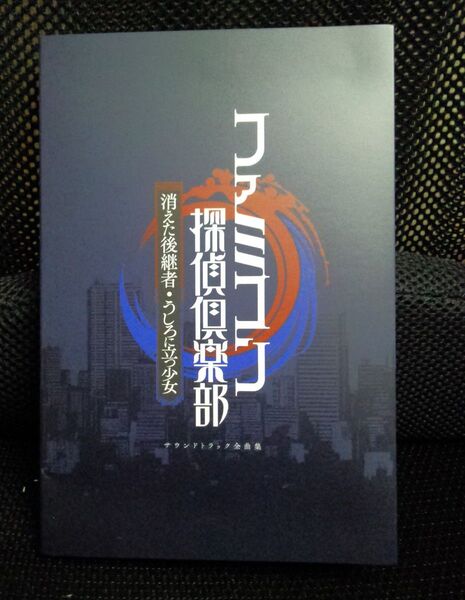 ファミコン
探偵倶楽部
消えた後継者・うしろに立つ少女
サウンドトラック全曲集